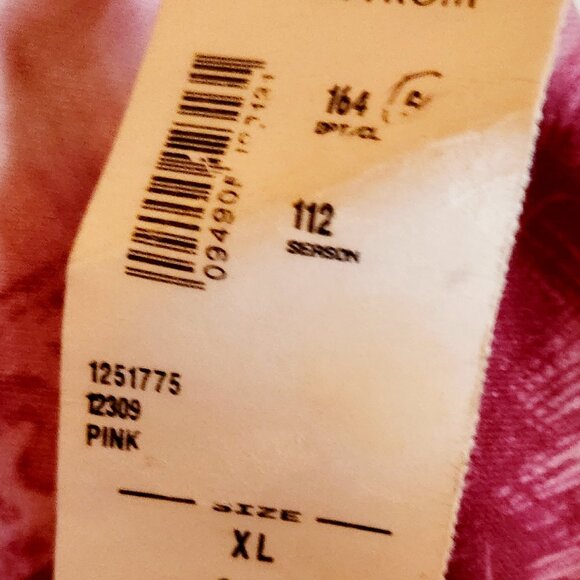 164
DPT/CL
112
SEASON
1251775
12309
PINK
SIZE
XL